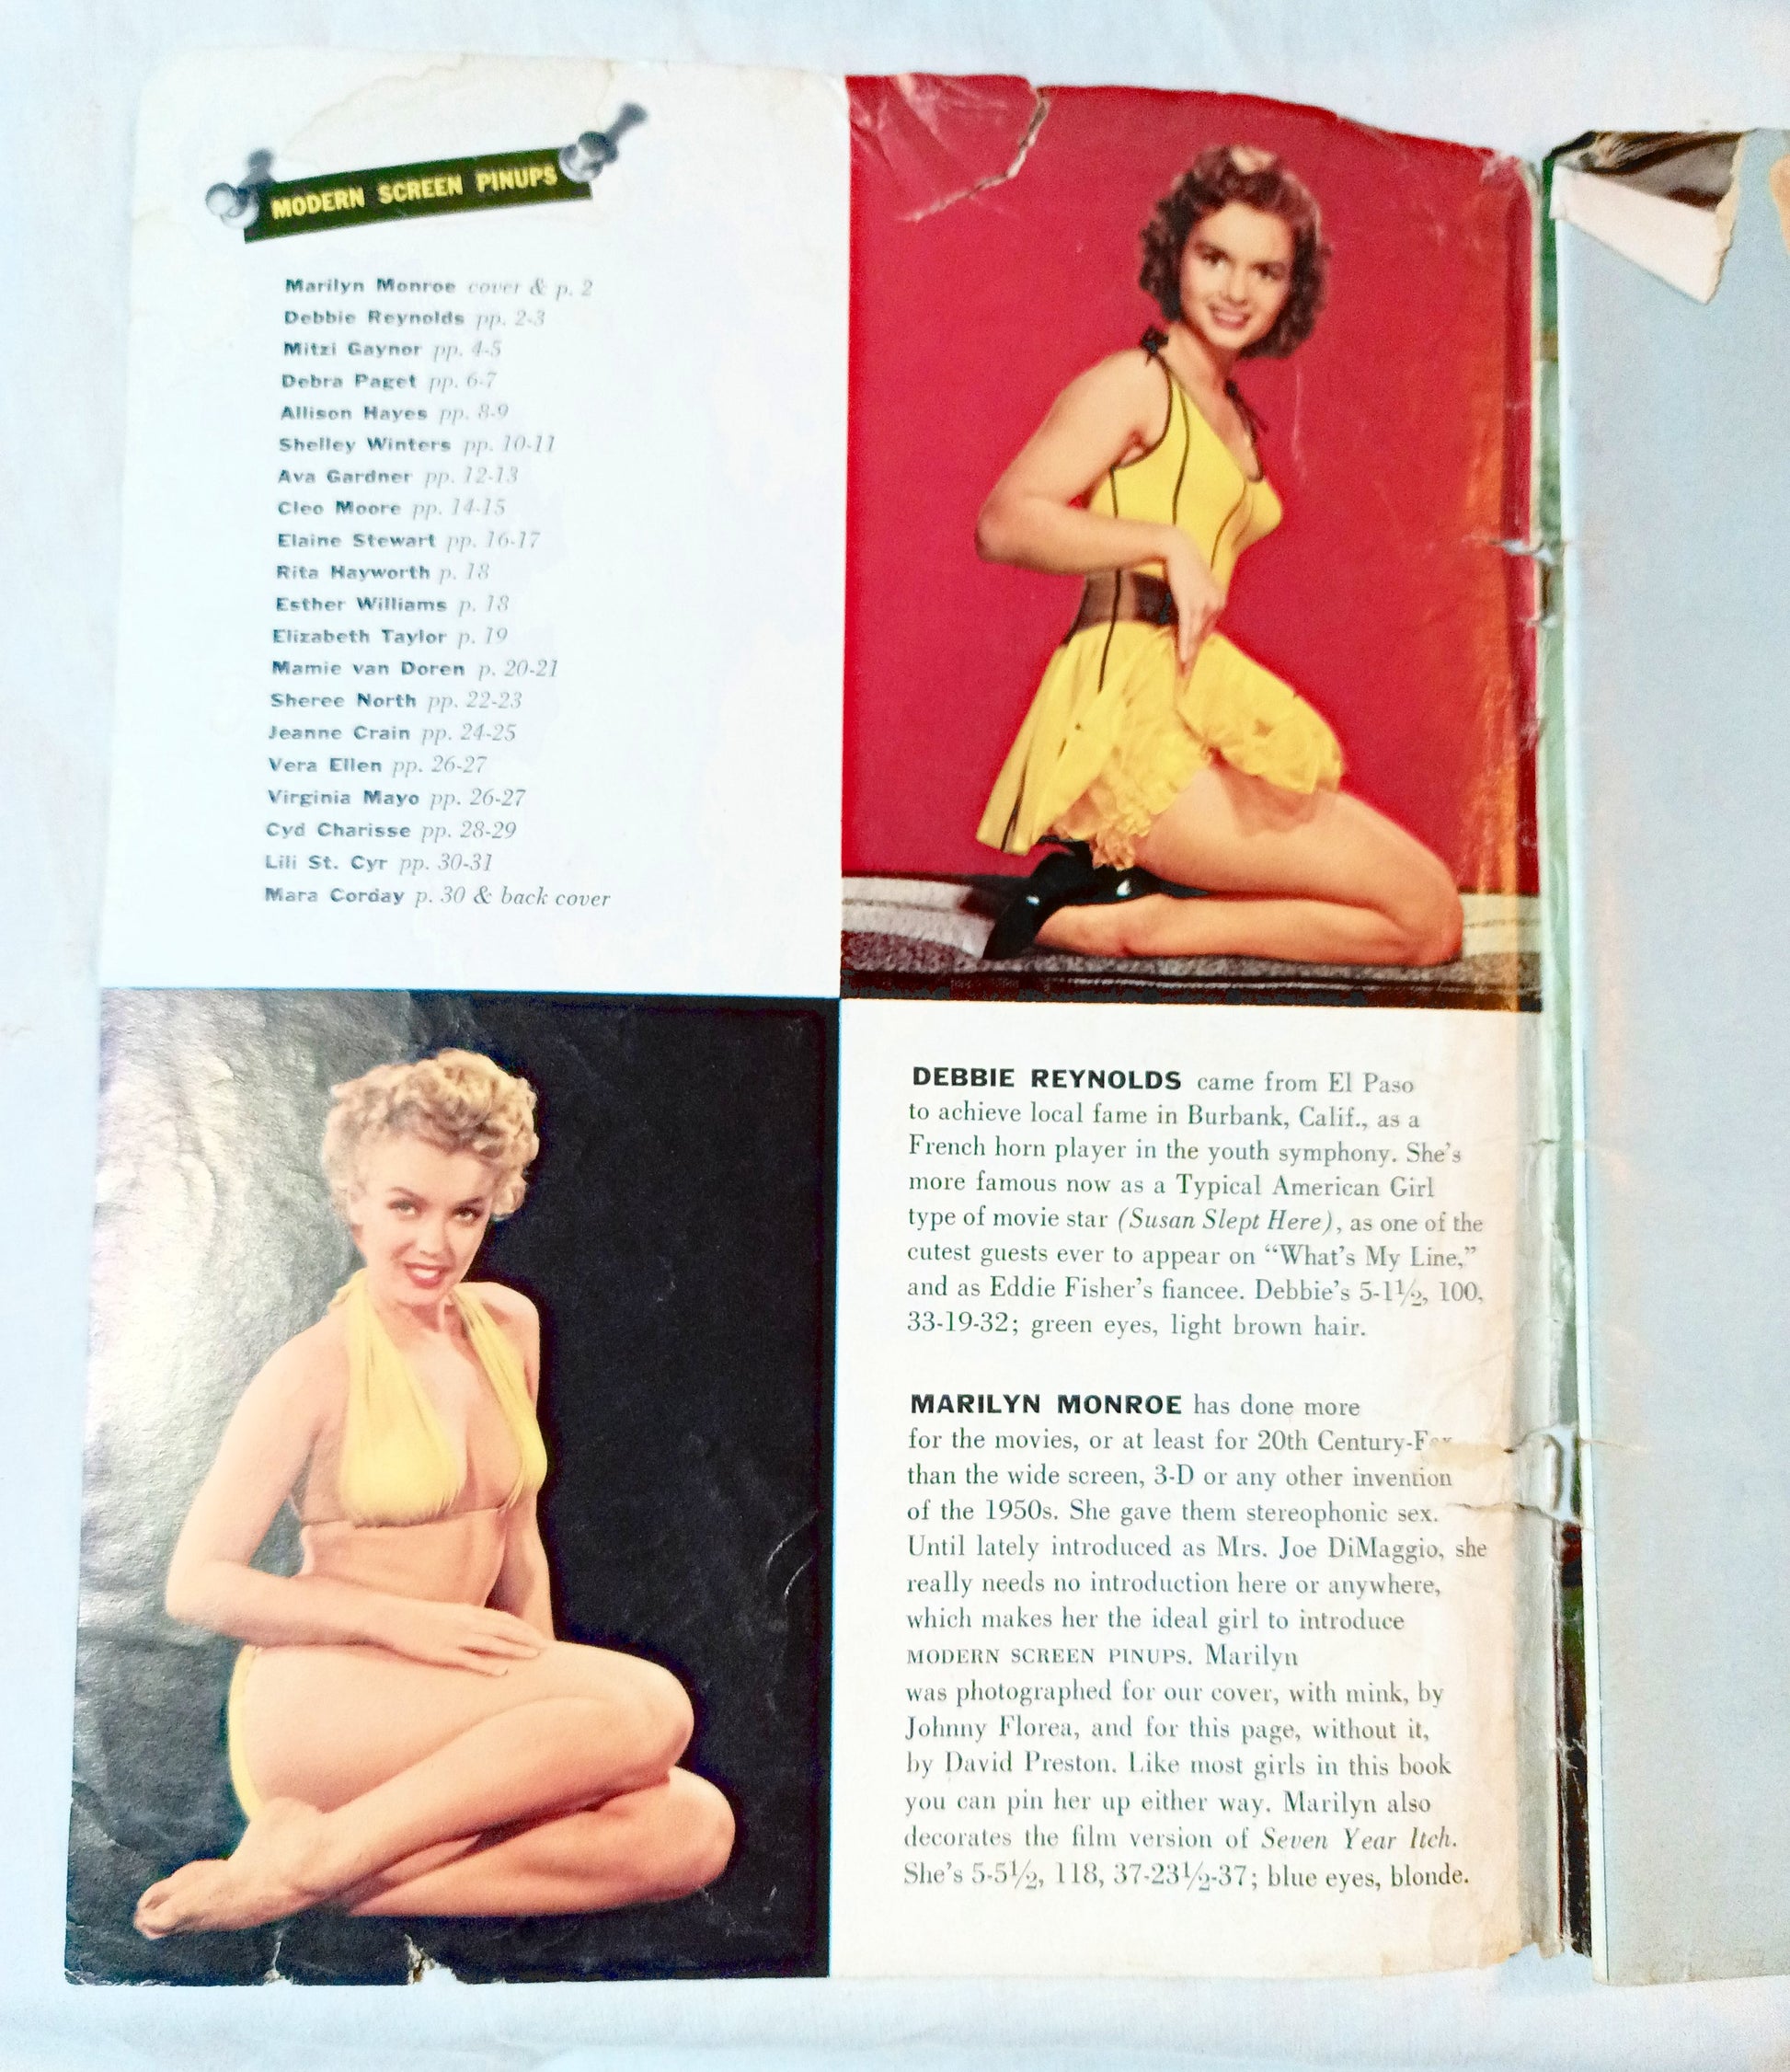 MODERN SCREEN PINUPS
Marilyn Monroe cover & p. 2
Debbie Reynolds pp. 2-3
Mitzi Gaynor pp. 4-5
Debra Paget pp. 6-7
Allison Hayes pp. 8-9
Shelley Winters pp. 10-11
Ava Gardner pp. 12-13
Cleo Moore pp. 14-15
Elaine Stewart pp. 16-17
Rita Hayworth p. 18
Esther Williams p. 18
Elizabeth Taylor p. 19
Mamie van Doren p. 20-21
Sheree North pp. 22-23
Jeanne Crain pp. 24-25
Vera Ellen pp. 26-27
Virginia Mayo pp. 26-27
Cyd Charisse pp. 28-29
Lili St. Cyr pp. 30-31
Mara Corday p. 30 & back cover
DEBBIE REYNOLDS came from El Paso
to achieve local fame in Burbank, Calif., as a
French horn player in the youth symphony. She's
more famous now as a Typical American Girl
type of movie star (Susan Slept Here), as one of the
cutest guests ever to appear on “What's My Line,”
and as Eddie Fisher's fiancee. Debbie's 5-1½, 100,
33-19-32; green eyes, light brown hair.
MARILYN MONROE has done more
for the movies, or at least for 20th Century-Fox
than the wide screen, 3-D or any other invention
of the 1950s. She gave them stereophonic sex.
Until lately introduced as Mrs. Joe DiMaggio, she
really needs no introduction here or anywhere,
which makes her the ideal girl to introduce
MODERN SCREEN PINUPS. Marilyn
was photographed for our cover, with mink, by
Johnny Florea, and for this page, without it,
by David Preston. Like most girls in this book
you can pin her up either way. Marilyn also
decorates the film version of Seven Year Itch.
She's 5-5½, 118, 37-23½-37; blue eyes, blonde.